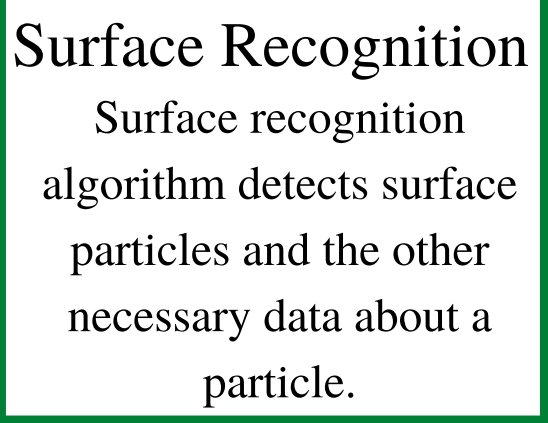 Surface Recognition
Surface recognition
algorithm detects surface
particles and the other
necessary data about a
particle.